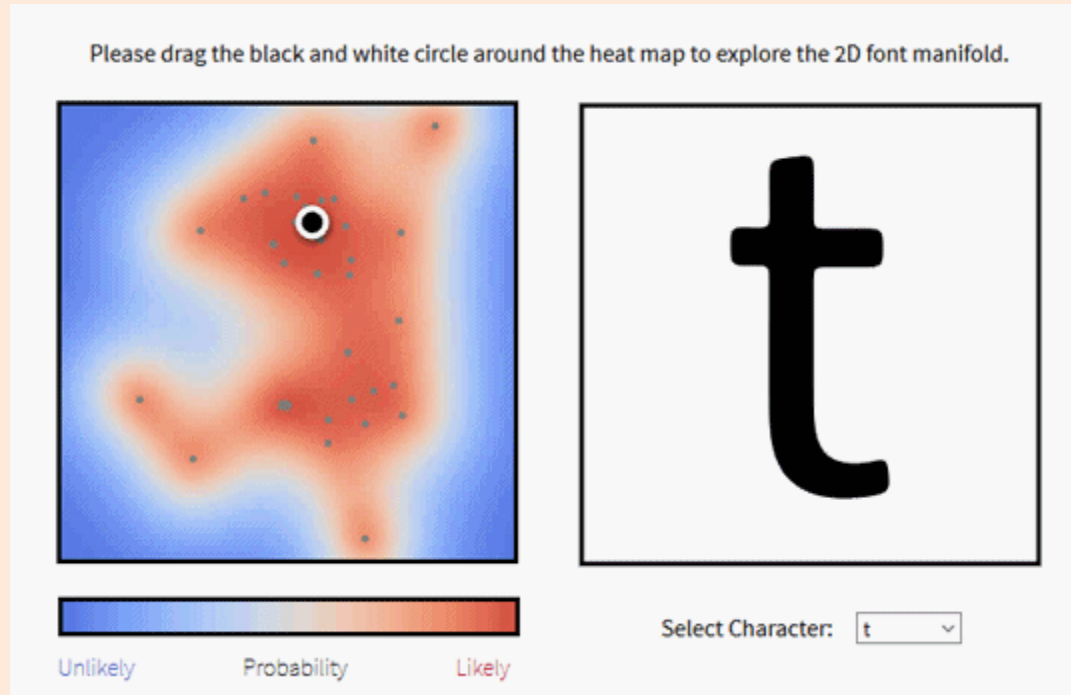 Please drag the black and white circle around the heat map to explore the 2D font manifold.
t
Select Character: t
Unlikely Probability Likely